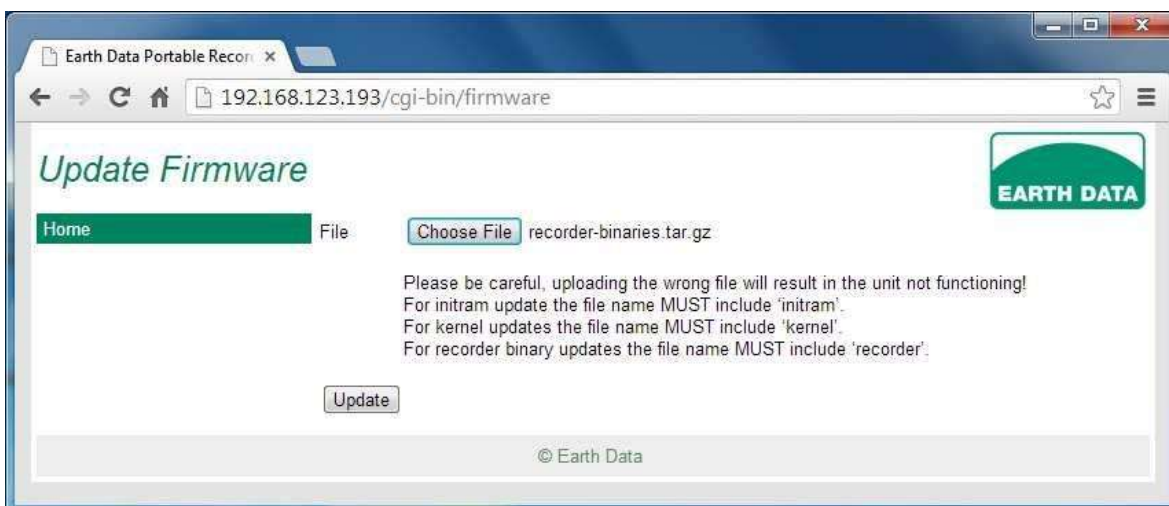 Earth Data Portable Recor
192.168.123.193/cgi-bin/firmware
Update Firmware
EARTH DATA
Home
File
Choose File recorder-binaries.tar.gz
Please be careful, uploading the wrong file will result in the unit not functioning!
For initram update the file name MUST include ‘initram’.
For kernel updates the file name MUST include ‘kernel’.
For recorder binary updates the file name MUST include ‘recorder’.
Update
© Earth Data